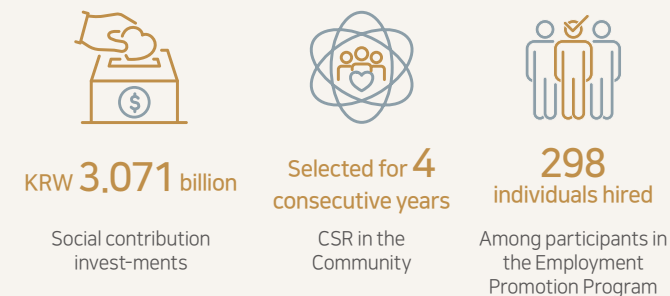 $
KRW 3.071 billion
Social contribution
invest-ments
Selected for 4
consecutive years
CSR in the
Community
298
individuals hired
Among participants in
the Employment
Promotion Program